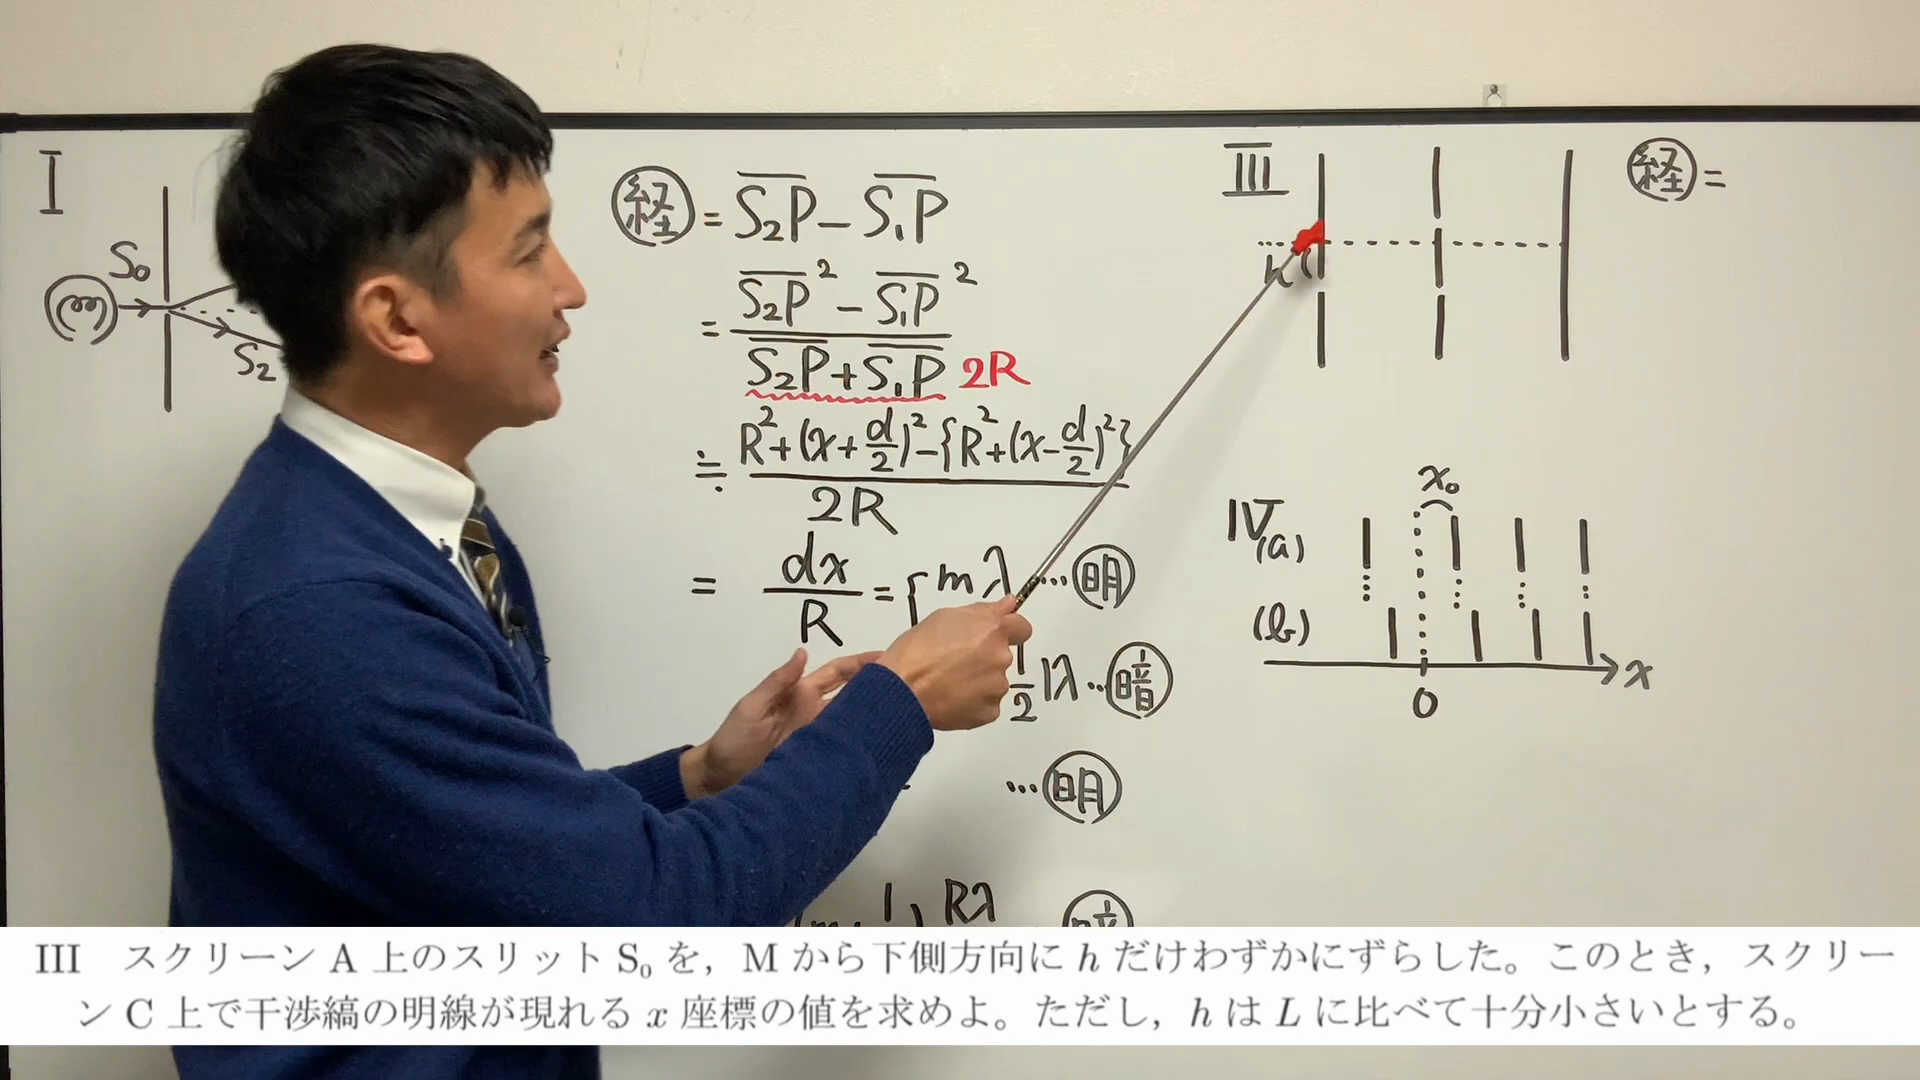 I
S₀
S₂
経 = S₂P − S₁P
= S₂P² − S₁P²
S₂P + S₁P 2R
≒ R² + (x + d/2)² − {R² + (x − d/2)²}
2R
= dx/R = { mλ … 明
1/2)λ … 暗
… 明
Rλ
III
h
経 =
IV(a)
x₀
(b)
0
x
III スクリーン A 上のスリット S₀ を，M から下側方向に h だけわずかにずらした。このとき，スクリー
ン C 上で干渉縞の明線が現れる x 座標の値を求めよ。ただし，h は L に比べて十分小さいとする。